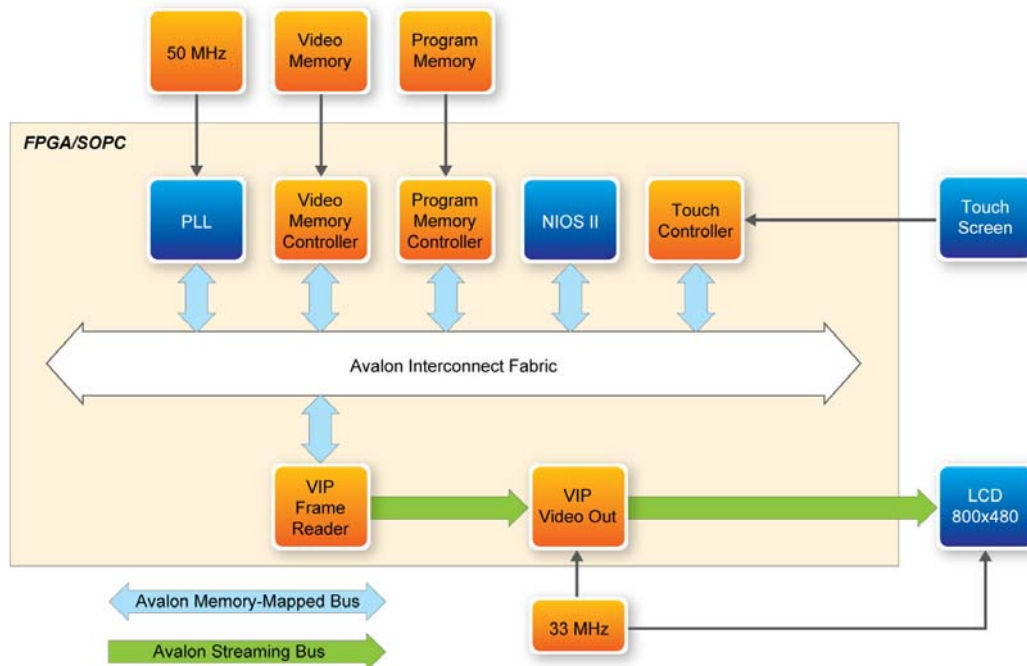 50 MHz
Video
Memory
Program
Memory
FPGA/SOPC
PLL
Video
Memory
Controller
Program
Memory
Controller
NIOS II
Touch
Controller
Touch
Screen
Avalon Interconnect Fabric
VIP
Frame
Reader
VIP
Video Out
LCD
800x480
Avalon Memory-Mapped Bus
33 MHz
Avalon Streaming Bus